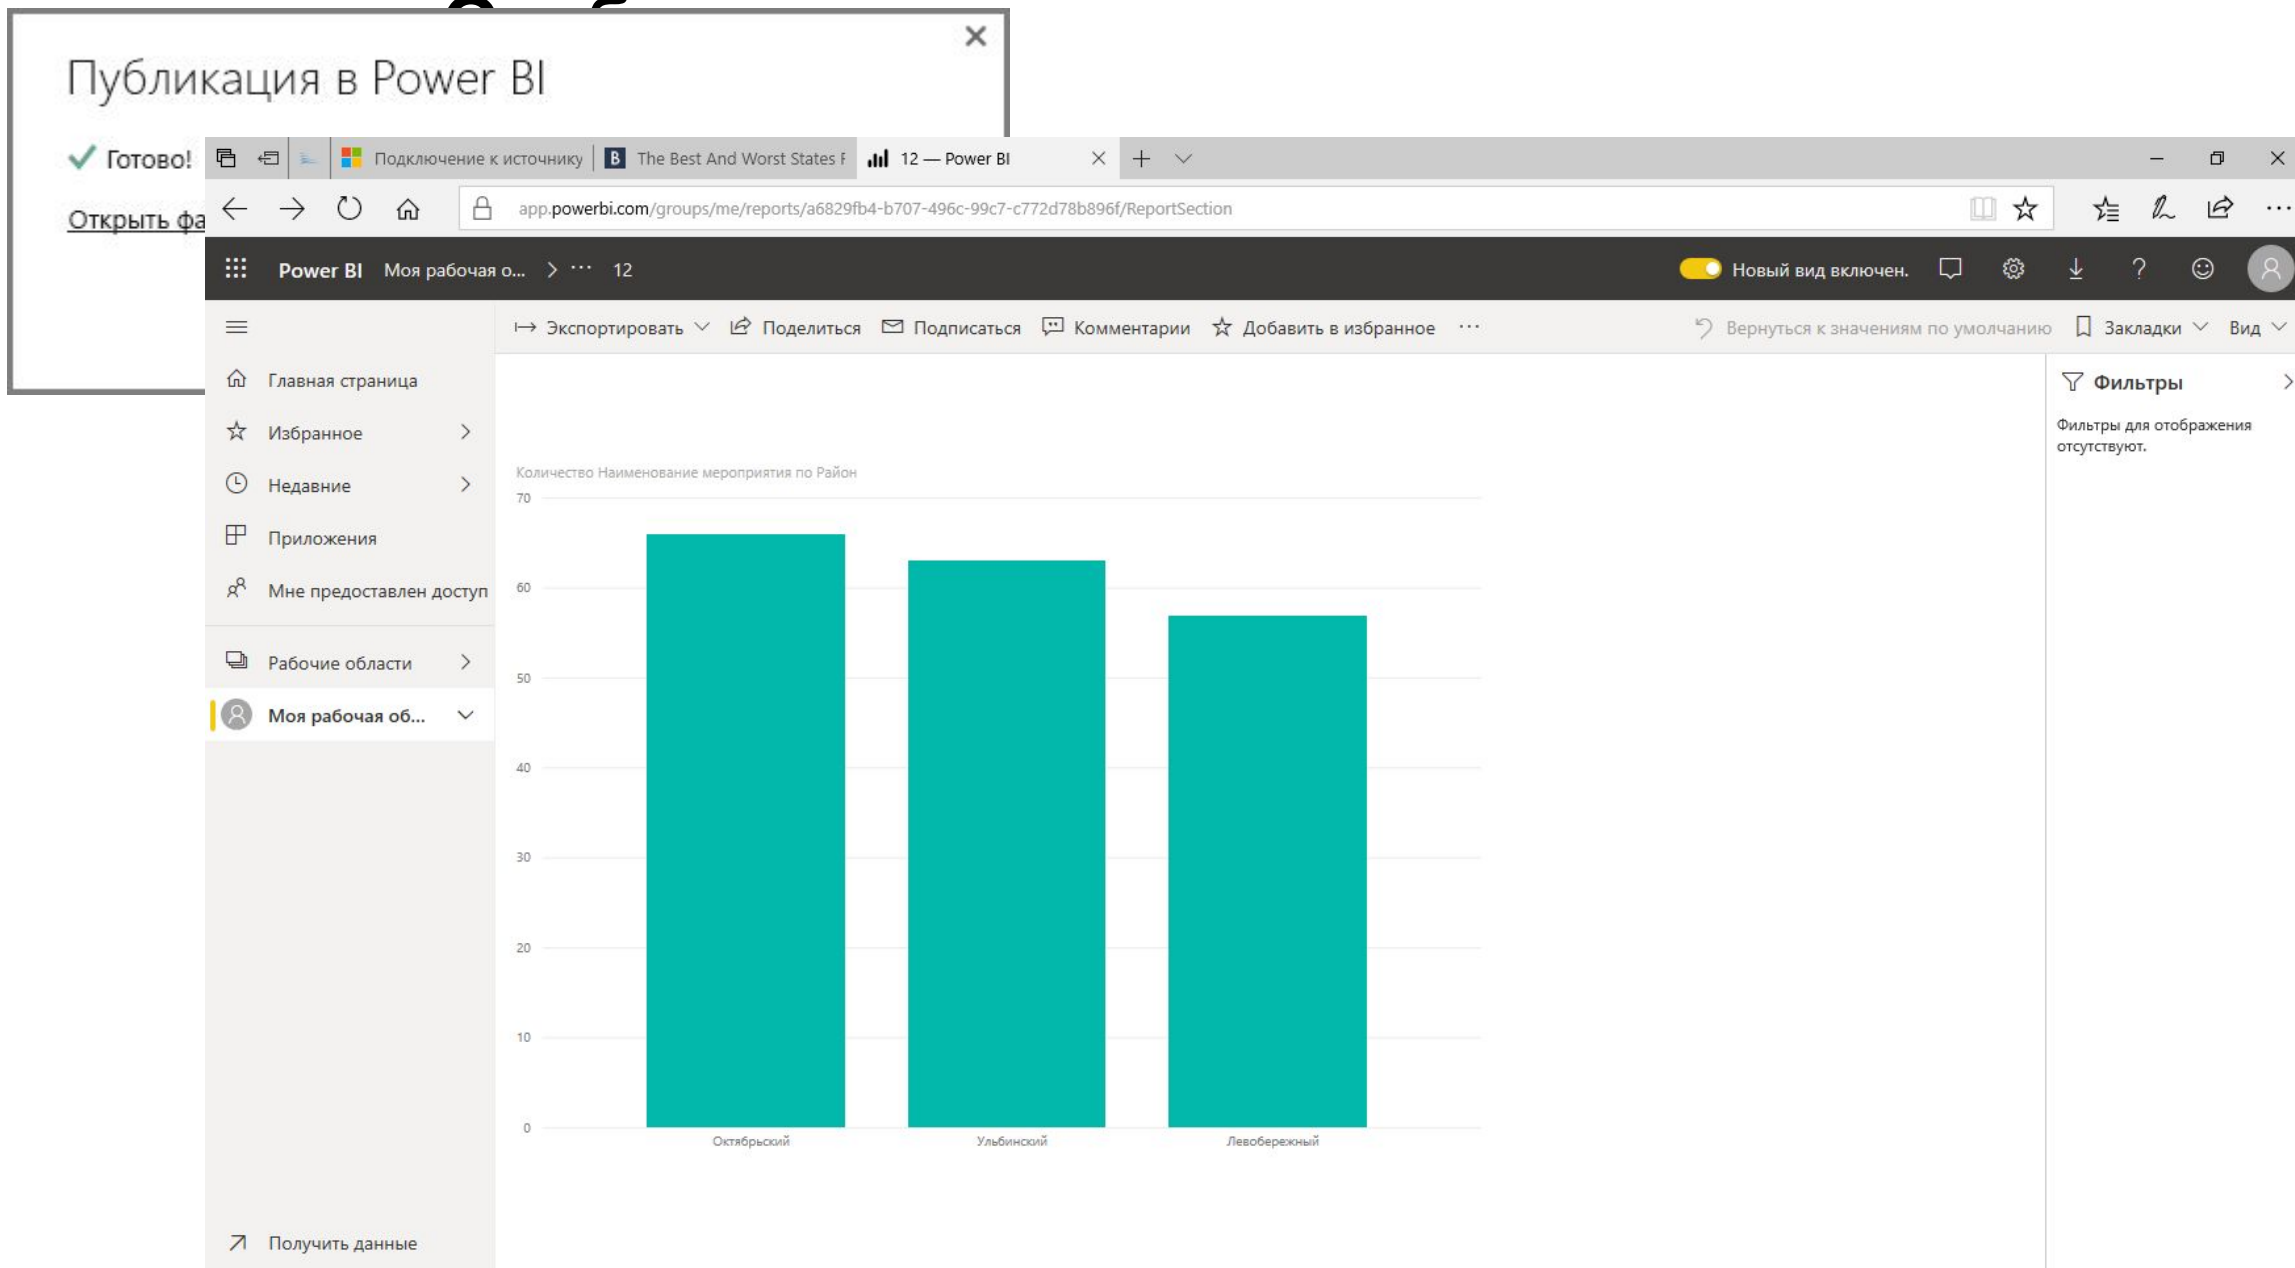 Публикация в Power BI
Готово!
Открыть фа
Подключение к источнику
The Best And Worst States F
12 — Power BI
app.powerbi.com/groups/me/reports/a6829fb4-b707-496c-99c7-c772d78b896f/ReportSection
Power BI Моя рабочая о... > ··· 12
Новый вид включен.
Экспортировать Поделиться Подписаться Комментарии Добавить в избранное ···
Вернуться к значениям по умолчанию Закладки Вид
Главная страница
Избранное
Недавние
Приложения
Мне предоставлен доступ
Рабочие области
Моя рабочая об...
Получить данные
Количество Наименование мероприятия по Район
70
60
50
40
30
20
10
0
Октябрьский Ульбинский Левобережный
Фильтры
Фильтры для отображения
отсутствуют.